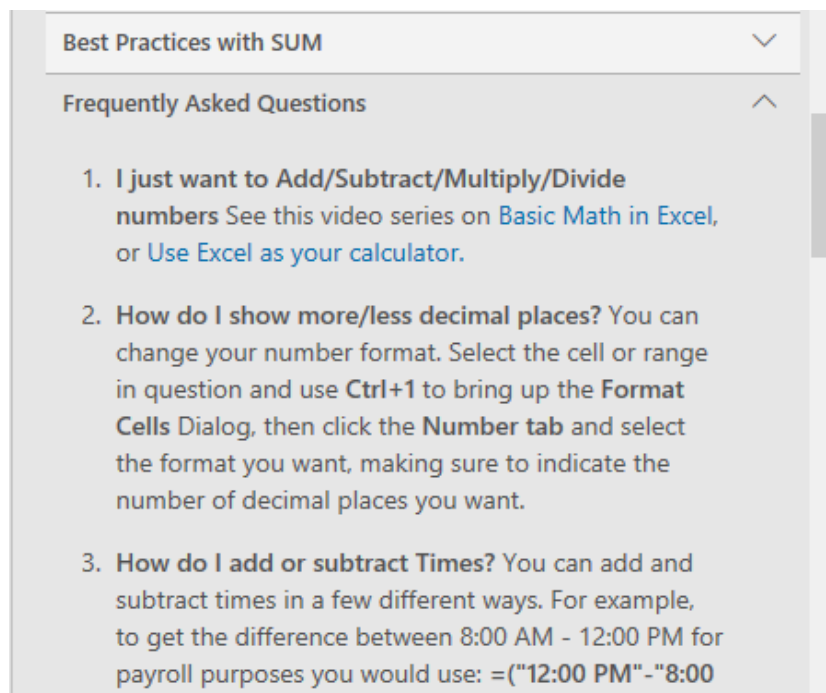 Best Practices with SUM
Frequently Asked Questions
1. I just want to Add/Subtract/Multiply/Divide
numbers See this video series on Basic Math in Excel,
or Use Excel as your calculator.
2. How do I show more/less decimal places? You can
change your number format. Select the cell or range
in question and use Ctrl+1 to bring up the Format
Cells Dialog, then click the Number tab and select
the format you want, making sure to indicate the
number of decimal places you want.
3. How do I add or subtract Times? You can add and
subtract times in a few different ways. For example,
to get the difference between 8:00 AM - 12:00 PM for
payroll purposes you would use: =("12:00 PM"-"8:00